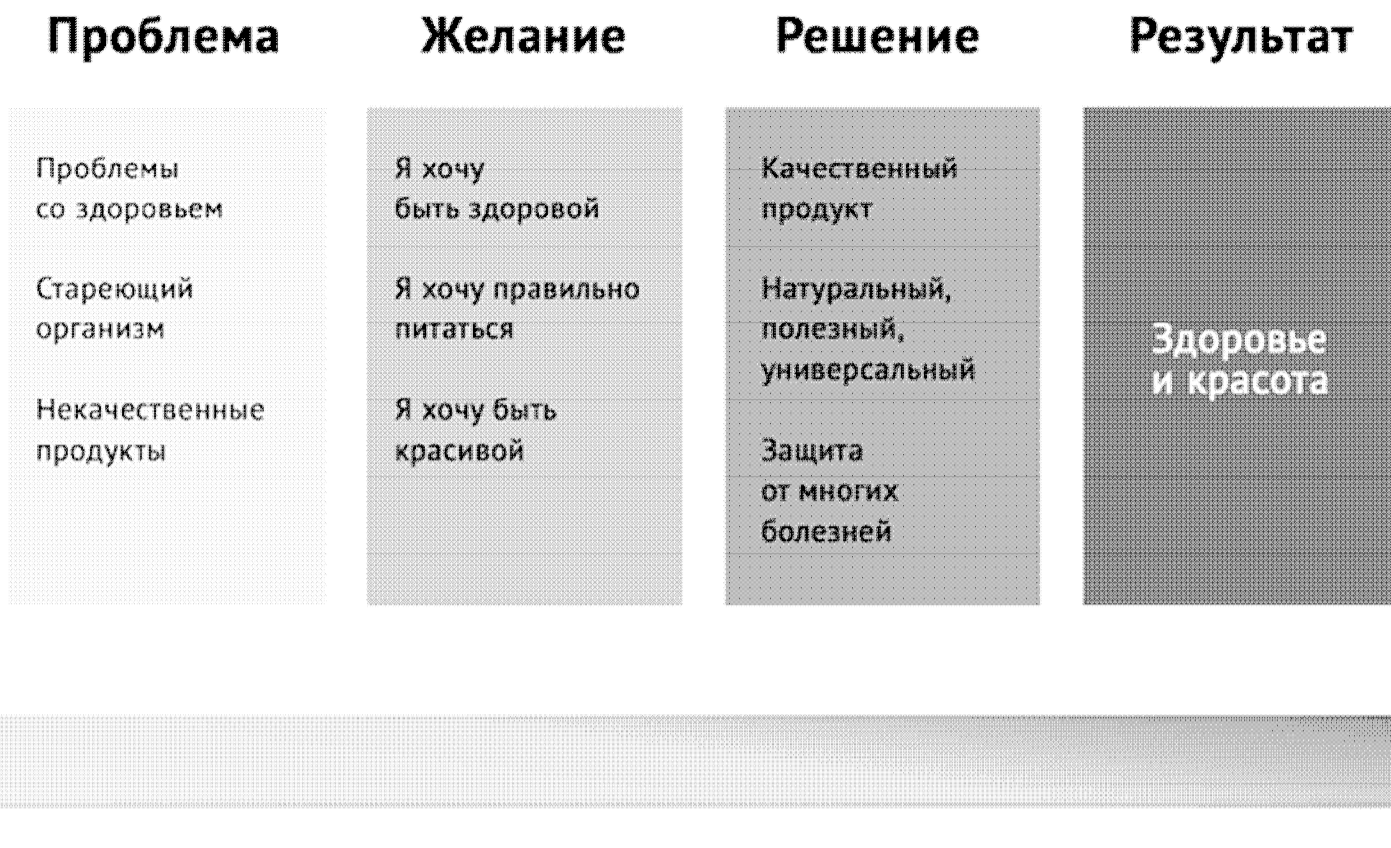 Проблема
Проблемы
со здоровьем
Стареющий
организм
Некачественные
продукты
Желание
Я хочу
быть здоровой
Я хочу правильно
питаться
Я хочу быть
красивой
Решение
Качественный
продукт
Натуральный,
полезный,
универсальный
Защита
от многих
болезней
Результат
Здоровье
и красота